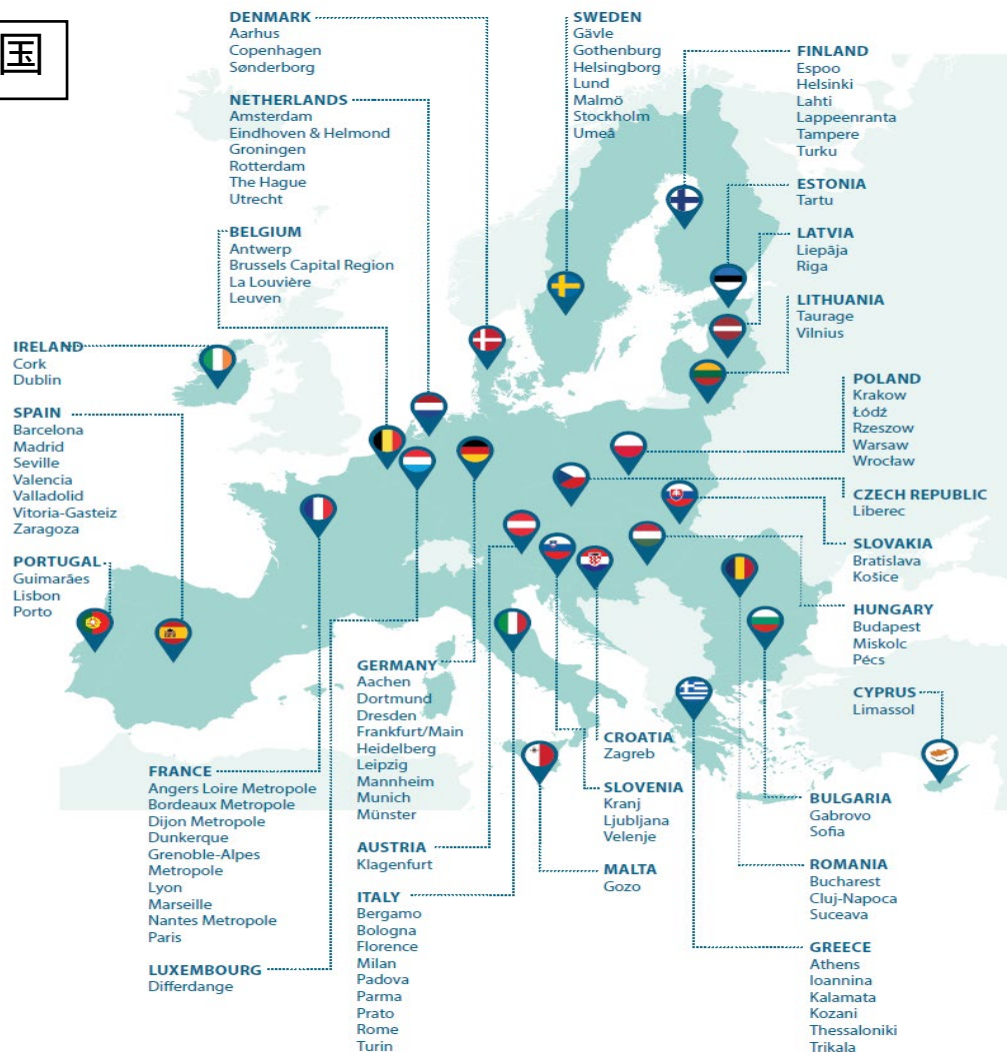 国
DENMARK
Aarhus
Copenhagen
Sønderborg
NETHERLANDS
Amsterdam
Eindhoven & Helmond
Groningen
Rotterdam
The Hague
Utrecht
BELGIUM
Antwerp
Brussels Capital Region
La Louvière
Leuven
IRELAND
Cork
Dublin
SPAIN
Barcelona
Madrid
Seville
Valencia
Valladolid
Vitoria-Gasteiz
Zaragoza
PORTUGAL
Guimarães
Lisbon
Porto
FRANCE
Angers Loire Metropole
Bordeaux Metropole
Dijon Metropole
Dunkerque
Grenoble-Alpes
Metropole
Lyon
Marseille
Nantes Metropole
Paris
LUXEMBOURG
Differdange
GERMANY
Aachen
Dortmund
Dresden
Frankfurt/Main
Heidelberg
Leipzig
Mannheim
Munich
Münster
AUSTRIA
Klagenfurt
ITALY
Bergamo
Bologna
Florence
Milan
Padova
Parma
Prato
Rome
Turin
SWEDEN
Gävle
Gothenburg
Helsingborg
Lund
Malmö
Stockholm
Umeå
FINLAND
Espoo
Helsinki
Lahti
Lappeenranta
Tampere
Turku
ESTONIA
Tartu
LATVIA
Liepāja
Riga
LITHUANIA
Taurage
Vilnius
POLAND
Krakow
Łódź
Rzeszow
Warsaw
Wrocław
CZECH REPUBLIC
Liberec
SLOVAKIA
Bratislava
Košice
HUNGARY
Budapest
Miskolc
Pécs
CYPRUS
Limassol
CROATIA
Zagreb
SLOVENIA
Kranj
Ljubljana
Velenje
MALTA
Gozo
BULGARIA
Gabrovo
Sofia
ROMANIA
Bucharest
Cluj-Napoca
Suceava
GREECE
Athens
Ioannina
Kalamata
Kozani
Thessaloniki
Trikala